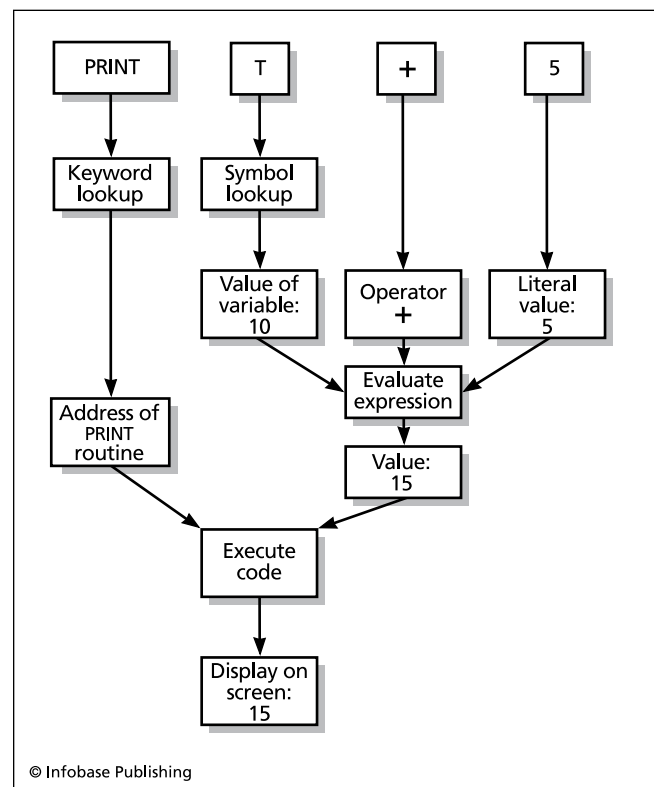 PRINT
T
+
5
Keyword
lookup
Symbol
lookup
Value of
variable:
10
Operator
+
Literal
value:
5
Evaluate
expression
Address of
PRINT
routine
Value:
15
Execute
code
Display on
screen:
15
© Infobase Publishing